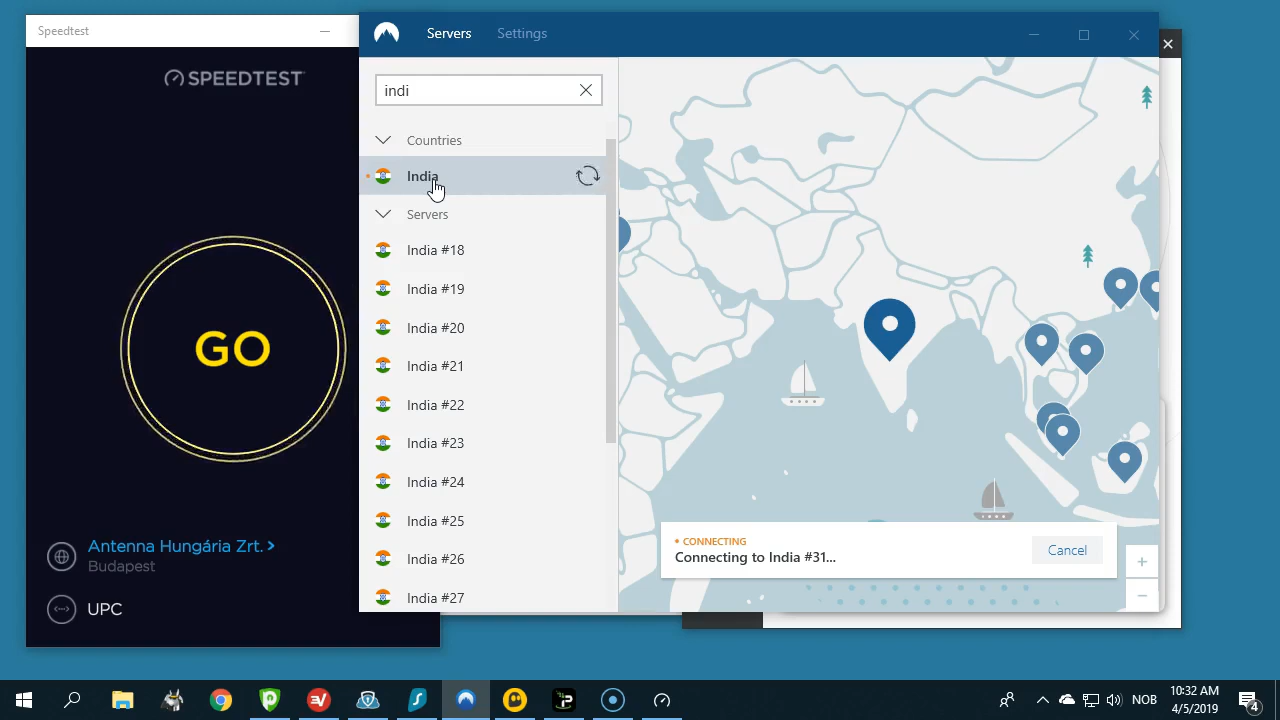 Speedtest
SPEEDTEST
GO
Antenna Hungária Zrt.
Budapest
UPC
Servers
Settings
indi
Countries
India
Servers
India #18
India #19
India #20
India #21
India #22
India #23
India #24
India #25
India #26
India #27
CONNECTING
Connecting to India #31...
Cancel
+
−
NOB
10:32 AM
4/5/2019
4